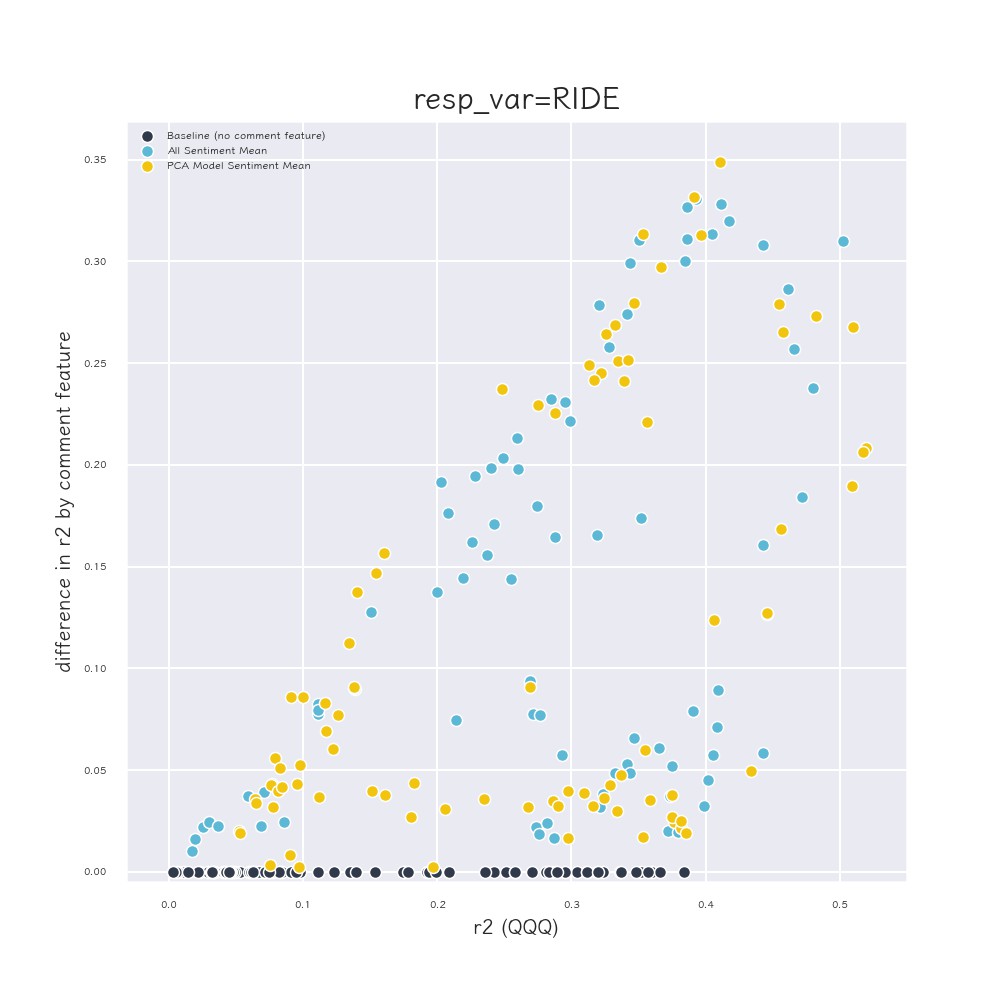 resp_var=RIDE
Baseline (no comment feature)
All Sentiment Mean
PCA Model Sentiment Mean
difference in r2 by comment feature
0.35
0.30
0.25
0.20
0.15
0.10
0.05
0.00
0.0 0.1 0.2 0.3 0.4 0.5
r2 (QQQ)